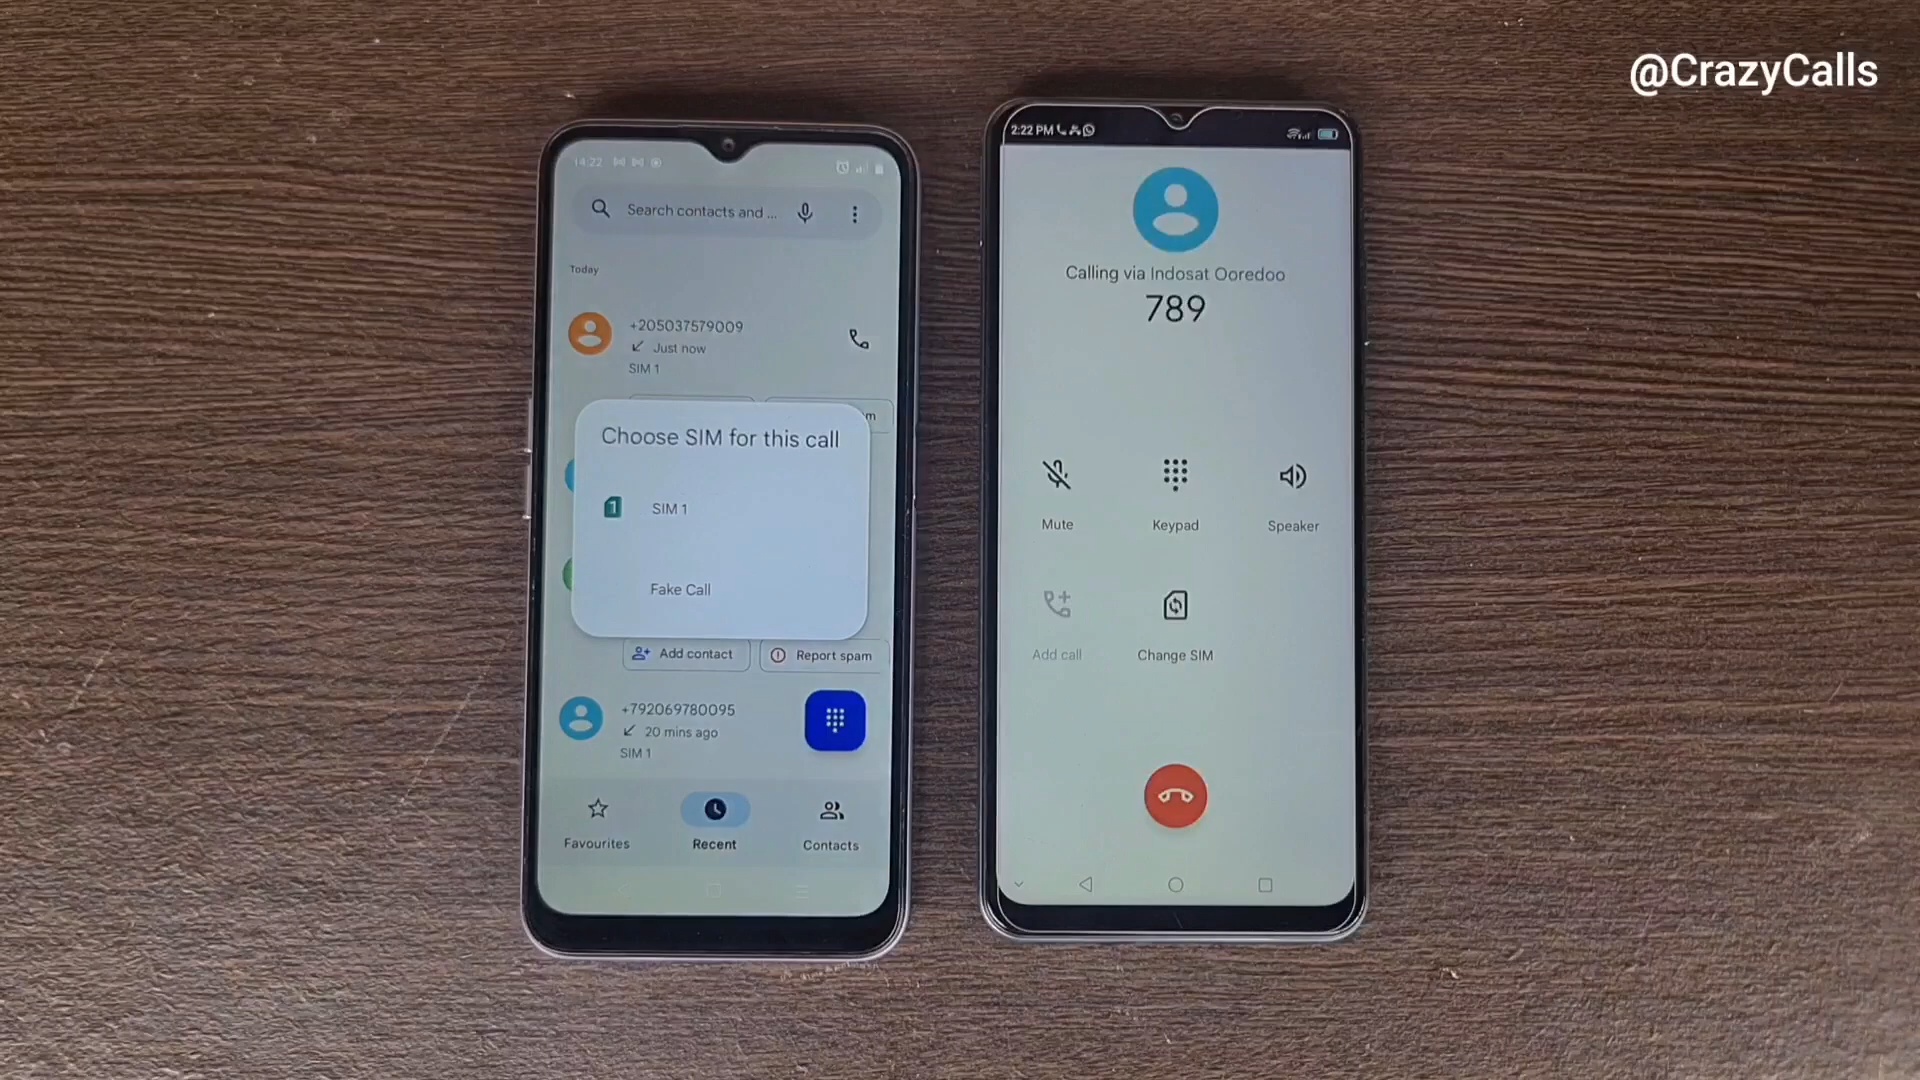 @CrazyCalls
14:22
Search contacts and ...
Today
+205037579009
Just now
SIM 1
m
Choose SIM for this call
1
SIM 1
Fake Call
Add contact
Report spam
+792069780095
20 mins ago
SIM 1
Favourites
Recent
Contacts
2:22 PM
Calling via Indosat Ooredoo
789
Mute
Keypad
Speaker
Add call
Change SIM